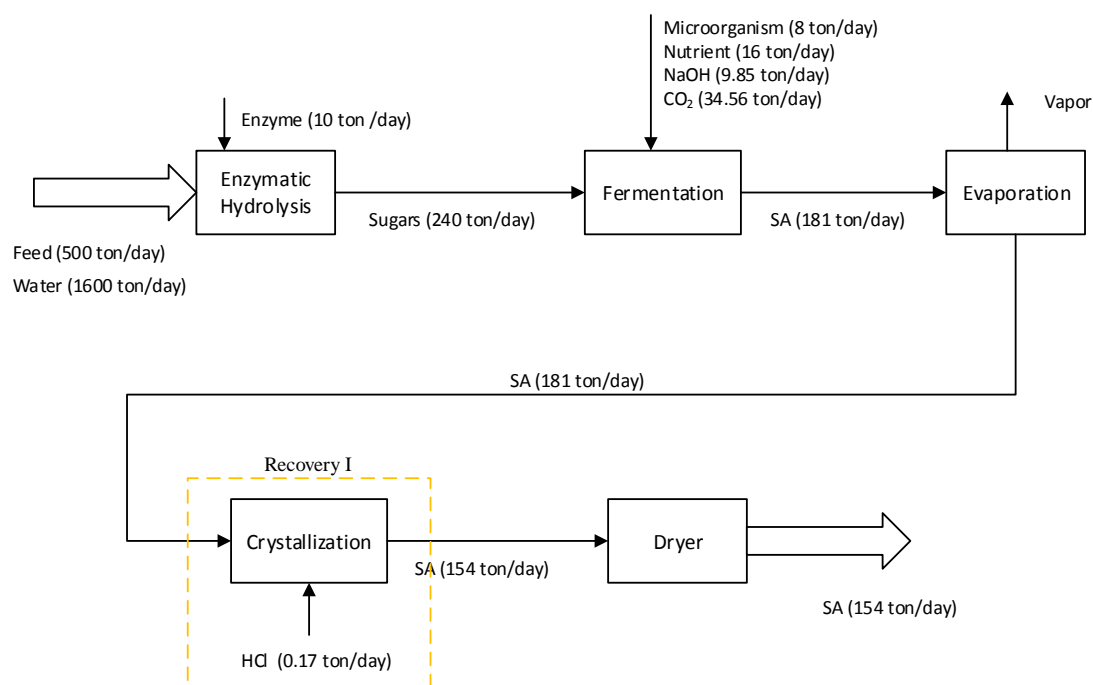 Microorganism (8 ton/day)
Nutrient (16 ton/day)
NaOH (9.85 ton/day)
CO₂ (34.56 ton/day)
Vapor
Enzyme (10 ton /day)
Enzymatic
Hydrolysis
Fermentation
Evaporation
Sugars (240 ton/day)
SA (181 ton/day)
Feed (500 ton/day)
Water (1600 ton/day)
SA (181 ton/day)
Recovery I
Crystallization
Dryer
SA (154 ton/day)
SA (154 ton/day)
HCl (0.17 ton/day)